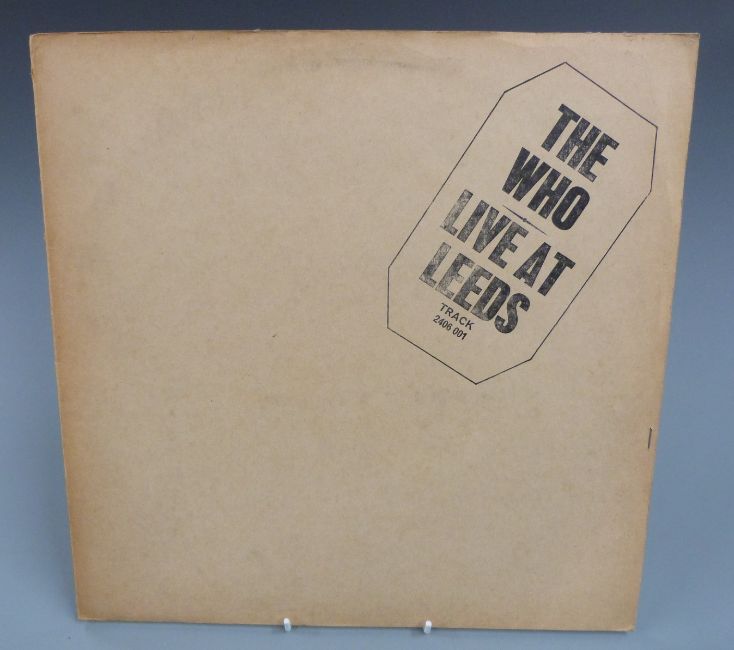 THE
WHO
LIVE AT
LEEDS
TRACK
2406 001